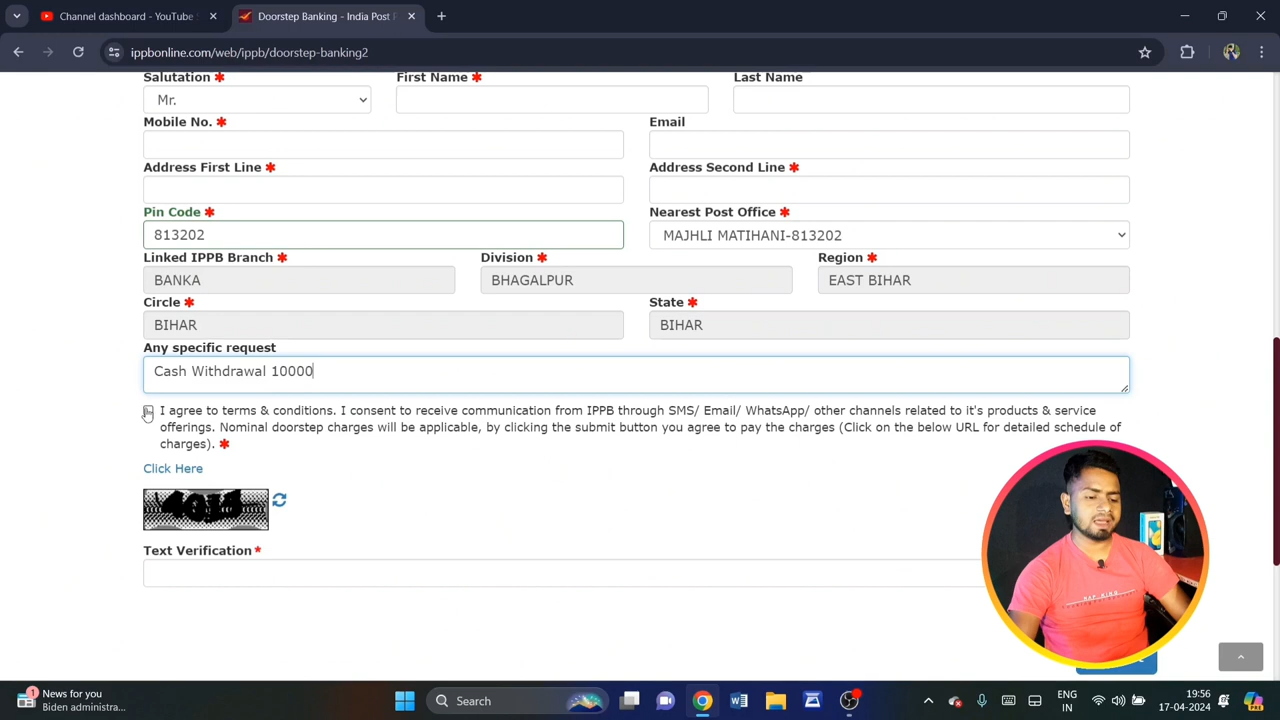 Channel dashboard - YouTube S
Doorstep Banking - India Post P
ippbonline.com/web/ippb/doorstep-banking2
Salutation * First Name * Last Name
Mr.
Mobile No. * Email
Address First Line * Address Second Line *
Pin Code * Nearest Post Office *
813202 MAJHLI MATIHANI-813202
Linked IPPB Branch * Division * Region *
BANKA BHAGALPUR EAST BIHAR
Circle * State *
BIHAR BIHAR
Any specific request
Cash Withdrawal 10000
I agree to terms & conditions. I consent to receive communication from IPPB through SMS/ Email/ WhatsApp/ other channels related to it's products & service
offerings. Nominal doorstep charges will be applicable, by clicking the submit button you agree to pay the charges (Click on the below URL for detailed schedule of
charges). *
Click Here
Text Verification *
1 News for you
Biden administra...
Search
ENG
IN
19:56
17-04-2024